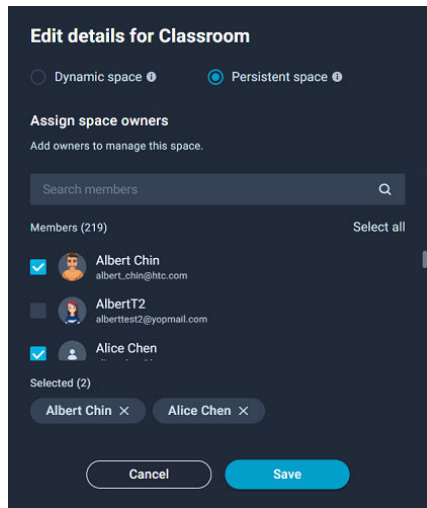 Edit details for Classroom
Dynamic space
Persistent space
Assign space owners
Add owners to manage this space.
Search members
Members (219)
Select all
Albert Chin
albert_chin@htc.com
AlbertT2
alberttest2@yopmail.com
Alice Chen
Selected (2)
Albert Chin ×
Alice Chen ×
Cancel
Save